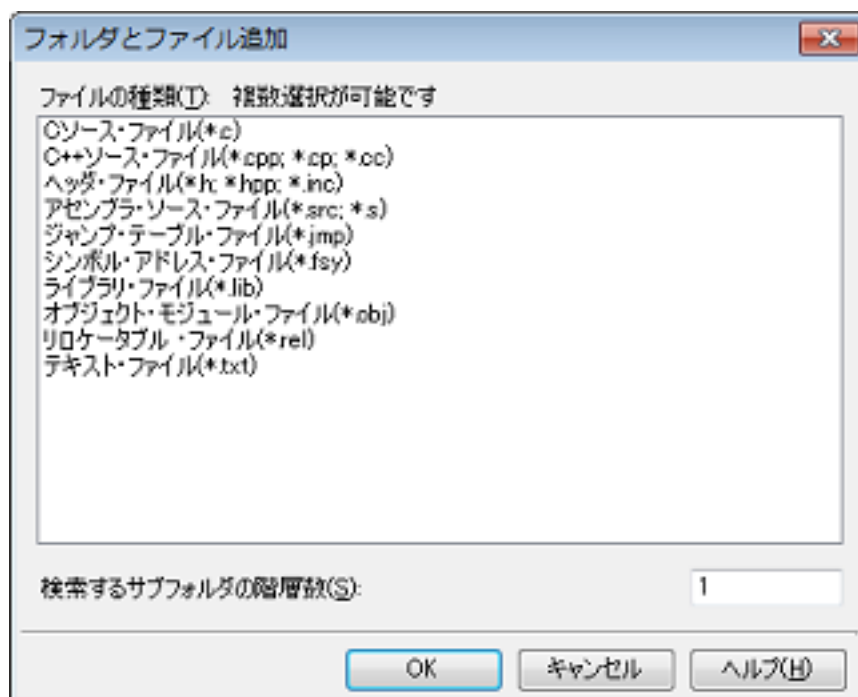 フォルダとファイル追加
ファイルの種類(T): 複数選択が可能です
Cソース・ファイル(*.c)
C++ソース・ファイル(*.cpp; *.cp; *.cc)
ヘッダ・ファイル(*.h; *.hpp; *.inc)
アセンブラ・ソース・ファイル(*.src; *.s)
ジャンプ・テーブル・ファイル(*.jmp)
シンボル・アドレス・ファイル(*.fsy)
ライブラリ・ファイル(*.lib)
オブジェクト・モジュール・ファイル(*.obj)
リロケータブル ・ファイル(*.rel)
テキスト・ファイル(*.txt)
検索するサブフォルダの階層数(S): 1
OK キャンセル ヘルプ(H)